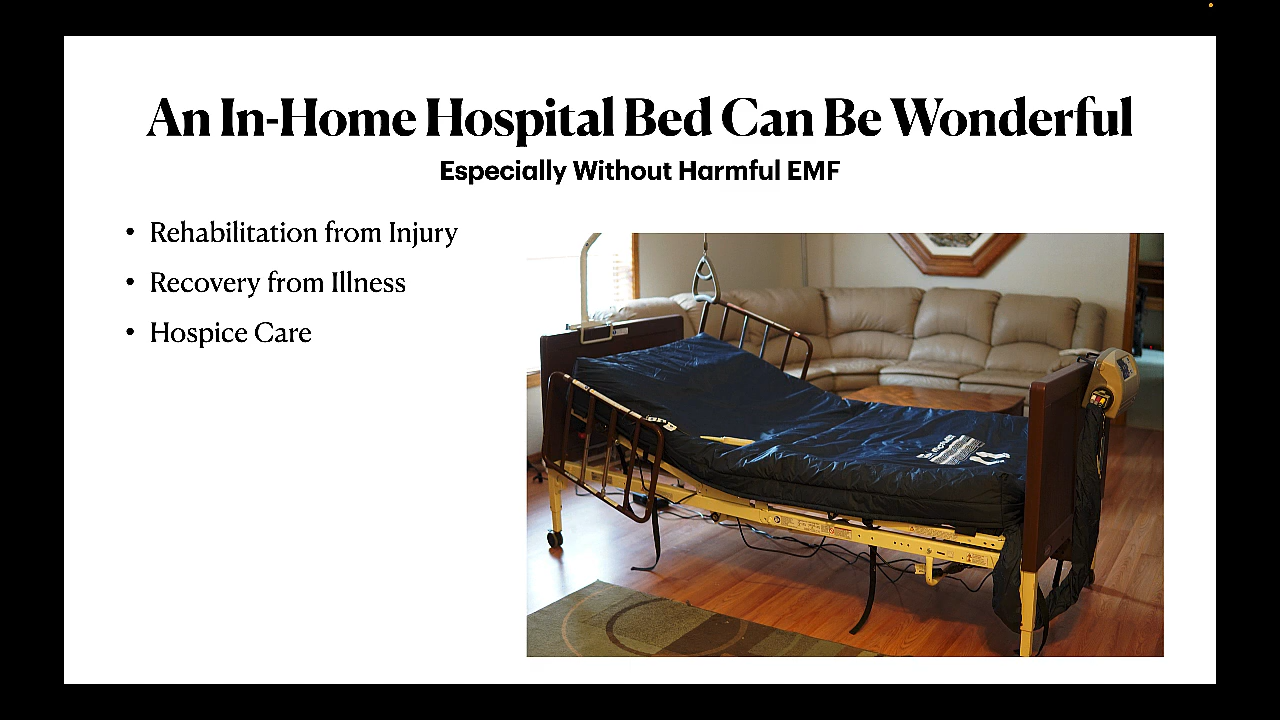 An In-Home Hospital Bed Can Be Wonderful
Especially Without Harmful EMF
• Rehabilitation from Injury
• Recovery from Illness
• Hospice Care